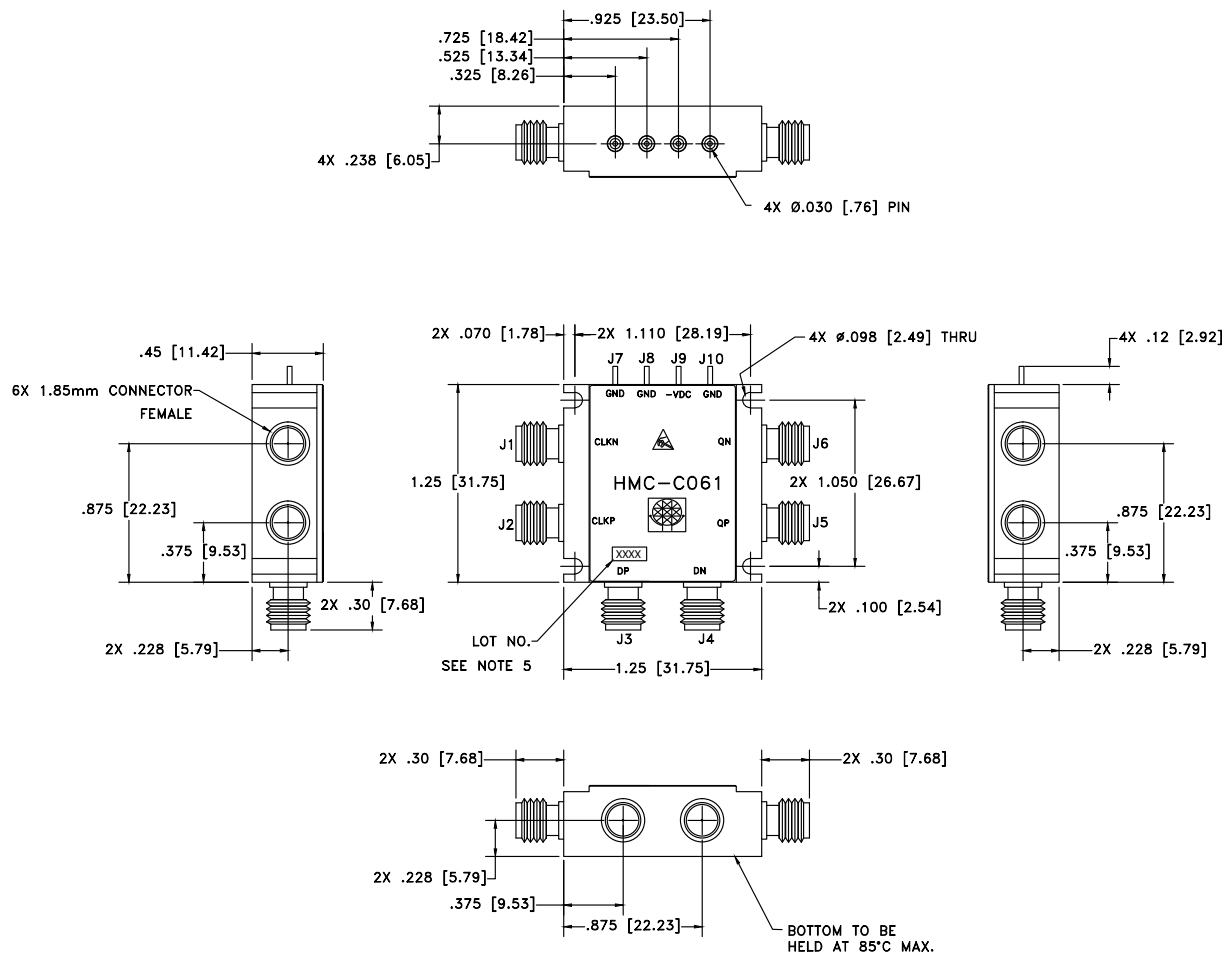 .925 [23.50]
.725 [18.42]
.525 [13.34]
.325 [8.26]
4X .238 [6.05]
4X Ø.030 [.76] PIN
2X .070 [1.78]
2X 1.110 [28.19]
4X Ø.098 [2.49] THRU
4X .12 [2.92]
.45 [11.42]
J7 J8 J9 J10
6X 1.85mm CONNECTOR
FEMALE
GND GND -VDC GND
J1
CLKN
QN
J6
1.25 [31.75]
HMC-C061
2X 1.050 [26.67]
.875 [22.23]
.875 [22.23]
J2
CLKP
QP
J5
.375 [9.53]
XXXX
.375 [9.53]
DP
DN
2X .30 [7.68]
2X .100 [2.54]
LOT NO.
SEE NOTE 5
J3
J4
2X .228 [5.79]
1.25 [31.75]
2X .228 [5.79]
2X .30 [7.68]
2X .30 [7.68]
2X .228 [5.79]
.375 [9.53]
.875 [22.23]
BOTTOM TO BE
HELD AT 85°C MAX.